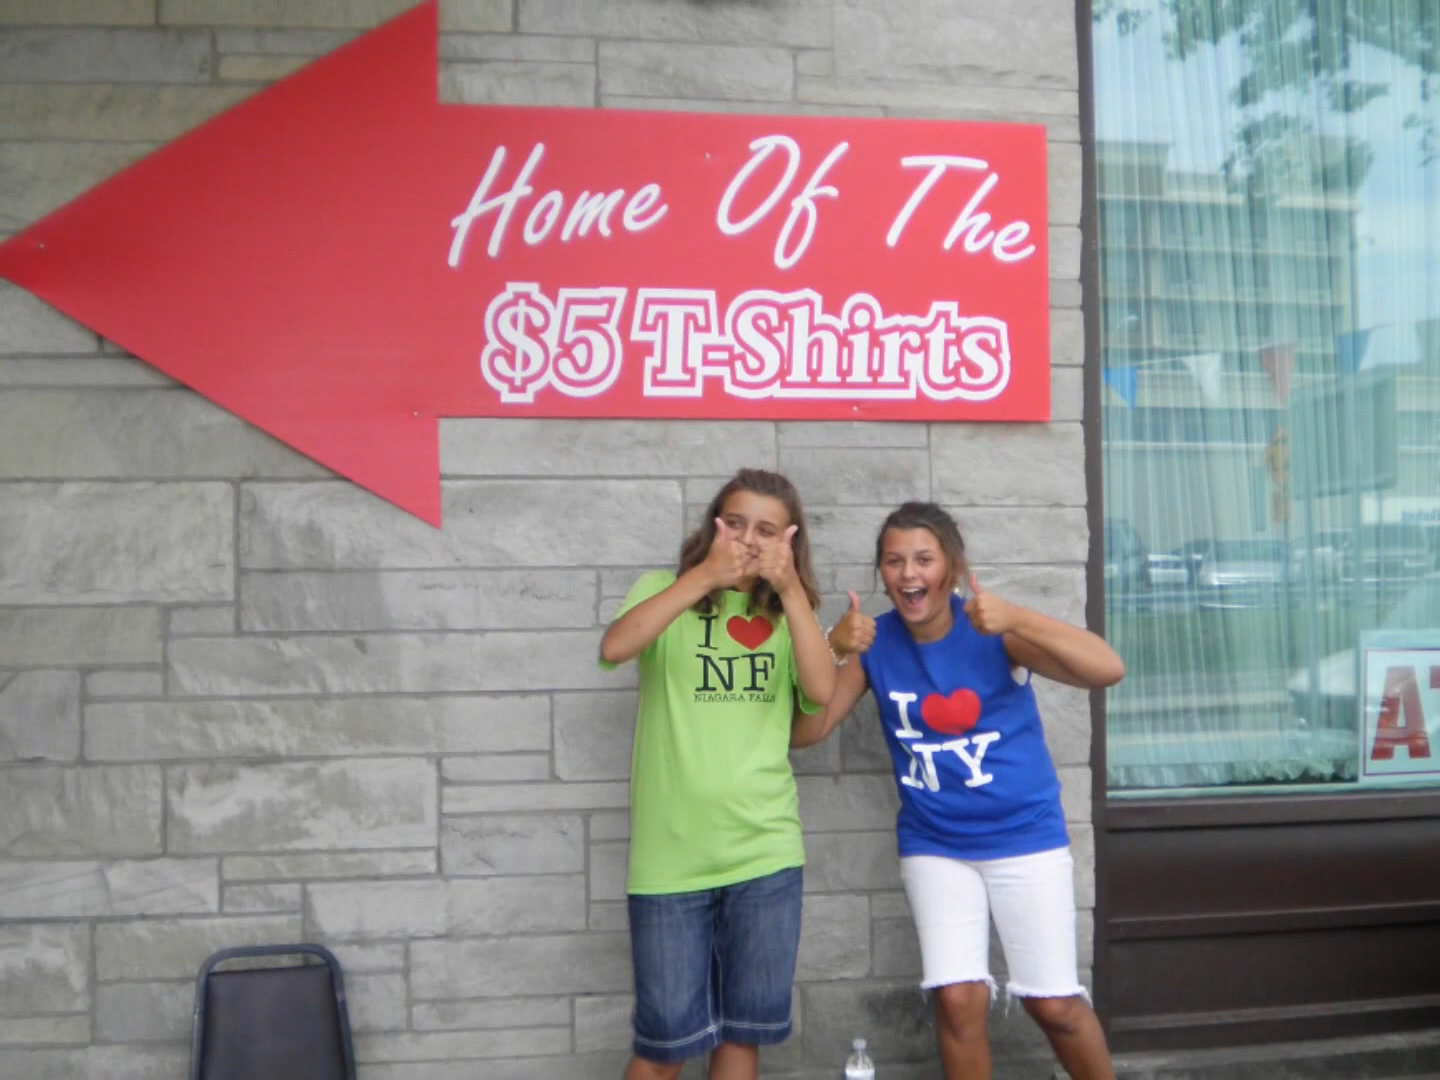 Home Of The
$5 T-Shirts
I ❤
NF
NIAGARA FALLS
I ❤
NY